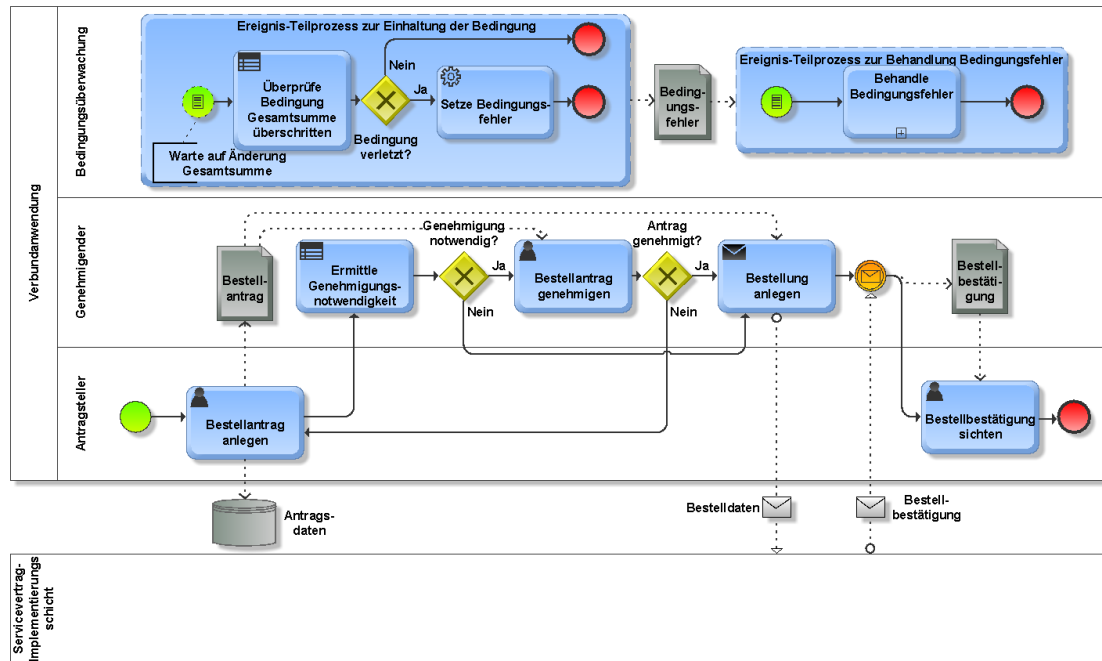 Verbundanwendung
Bedingungsüberwachung
Ereignis-Teilprozess zur Einhaltung der Bedingung
Überprüfe
Bedingung
Gesamtsumme
überschritten
Nein
Ja
Bedingung
verletzt?
Setze Bedingungs-
fehler
Warte auf Änderung
Gesamtsumme
Beding-
ungs-
fehler
Ereignis-Teilprozess zur Behandlung Bedingungsfehler
Behandle
Bedingungsfehler
Genehmigender
Bestell-
antrag
Ermittle
Genehmigungs-
notwendigkeit
Genehmigung
notwendig?
Ja
Nein
Bestellantrag
genehmigen
Antrag
genehmigt?
Ja
Nein
Bestellung
anlegen
Bestell-
bestäti-
gung
Antragsteller
Bestellantrag
anlegen
Bestellbestätigung
sichten
Antrags-
daten
Bestelldaten
Bestell-
bestätigung
Servicevertrag-
Implementierungs
schicht